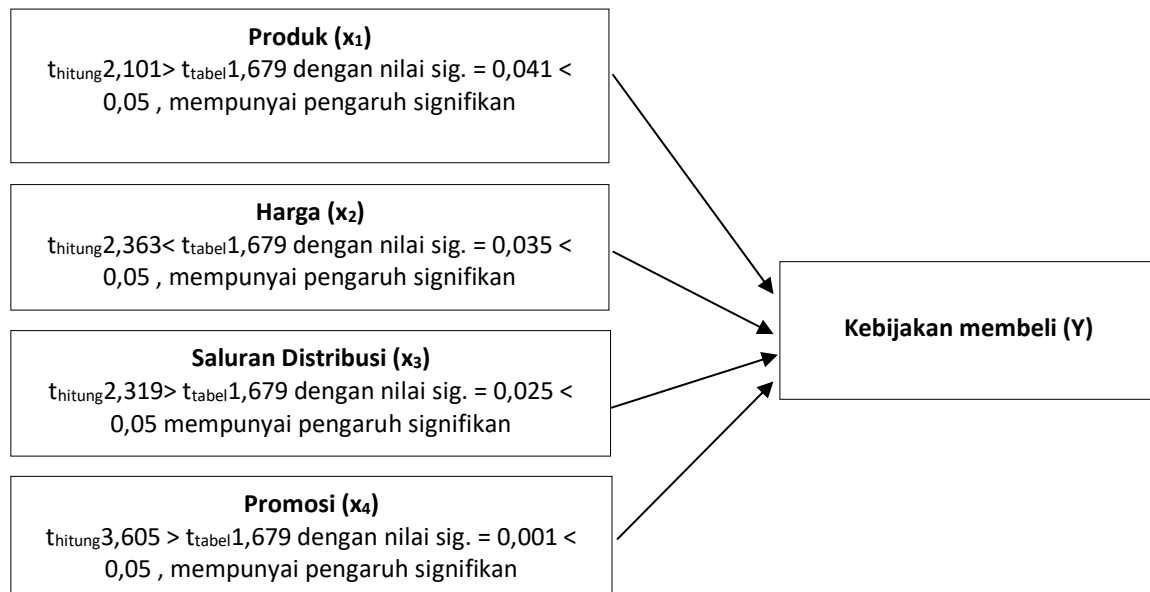 Produk (x₁)
tₕᵢₜᵤₙg2,101> tₜₐbₑₗ1,679 dengan nilai sig. = 0,041 <
0,05 , mempunyai pengaruh signifikan
Harga (x₂)
tₕᵢₜᵤₙg2,363< tₜₐbₑₗ1,679 dengan nilai sig. = 0,035 <
0,05 , mempunyai pengaruh signifikan
Kebijakan membeli (Y)
Saluran Distribusi (x₃)
tₕᵢₜᵤₙg2,319> tₜₐbₑₗ1,679 dengan nilai sig. = 0,025 <
0,05 mempunyai pengaruh signifikan
Promosi (x₄)
tₕᵢₜᵤₙg3,605 > tₜₐbₑₗ1,679 dengan nilai sig. = 0,001 <
0,05 , mempunyai pengaruh signifikan